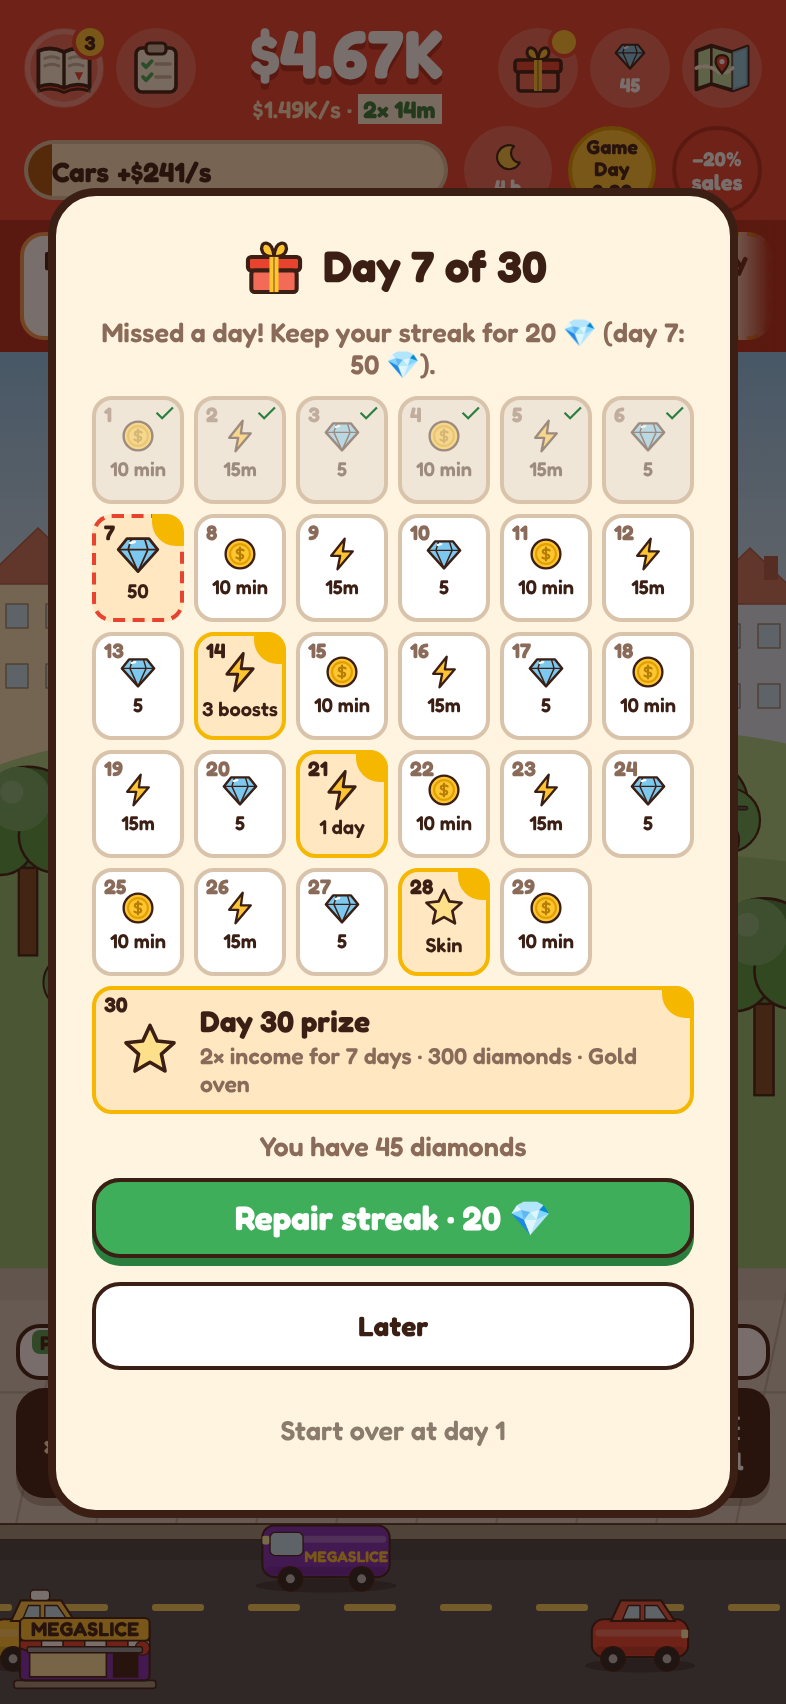 3
$4.67K
45
$1.49K/s · 2× 14m
Cars +$241/s
Game
Day
-20%
sales
Day 7 of 30
Missed a day! Keep your streak for 20 💎 (day 7:
50 💎).
1
2
3
4
5
6
10 min
15m
5
10 min
15m
5
7
8
9
10
11
12
50
10 min
15m
5
10 min
15m
13
14
15
16
17
18
5
3 boosts
10 min
15m
5
10 min
19
20
21
22
23
24
15m
5
1 day
10 min
15m
5
25
26
27
28
29
10 min
15m
5
Skin
10 min
30
Day 30 prize
2× income for 7 days · 300 diamonds · Gold
oven
You have 45 diamonds
Repair streak · 20 💎
Later
Start over at day 1
MEGASLICE
MEGASLICE